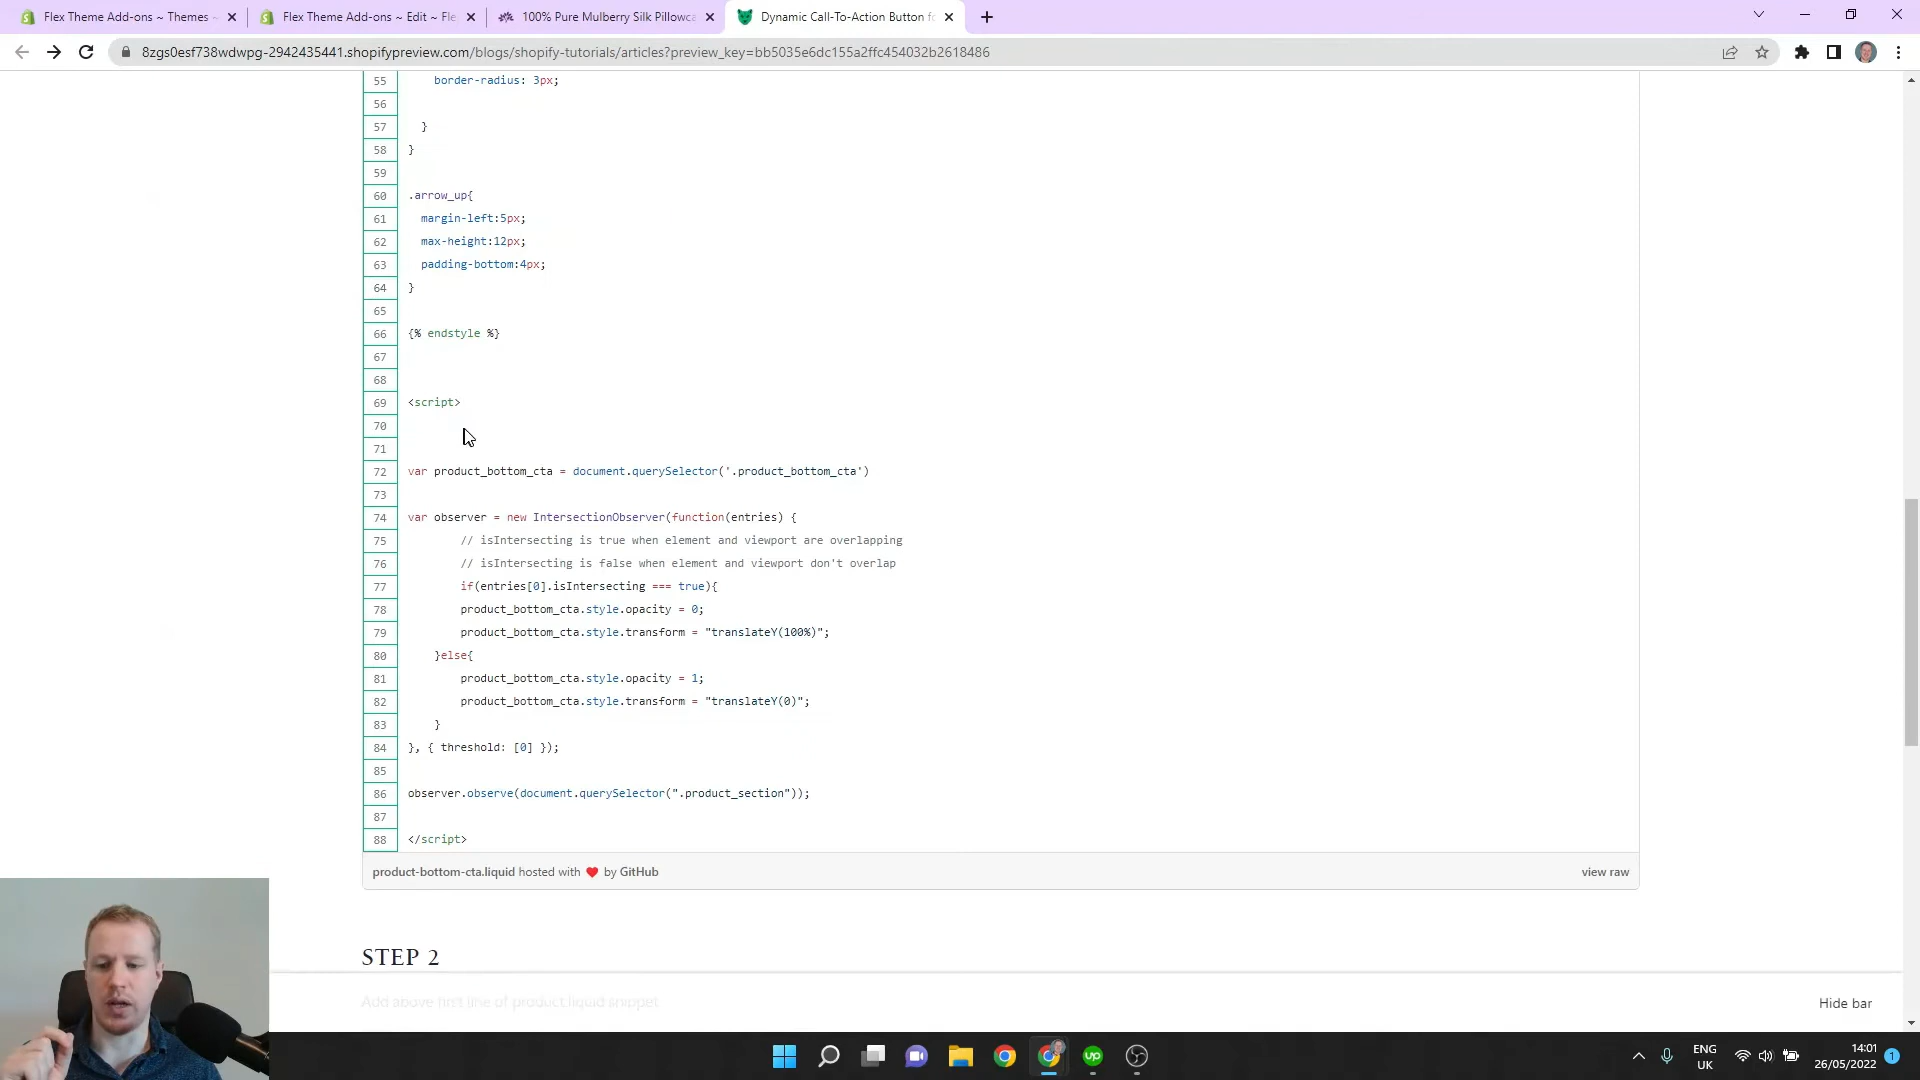 Flex Theme Add-ons ~ Themes ~
Flex Theme Add-ons ~ Edit ~ Fle
100% Pure Mulberry Silk Pillowca
Dynamic Call-To-Action Button fo
8zgs0esf738wdwpg-2942435441.shopifypreview.com/blogs/shopify-tutorials/articles?preview_key=bb5035e6dc155a2ffc454032b2618486
55 border-radius: 3px;
56
57 }
58 }
59
60 .arrow_up{
61 margin-left:5px;
62 max-height:12px;
63 padding-bottom:4px;
64 }
65
66 {% endstyle %}
67
68
69 <script>
70
71
72 var product_bottom_cta = document.querySelector('.product_bottom_cta')
73
74 var observer = new IntersectionObserver(function(entries) {
75 // isIntersecting is true when element and viewport are overlapping
76 // isIntersecting is false when element and viewport don't overlap
77 if(entries[0].isIntersecting === true){
78 product_bottom_cta.style.opacity = 0;
79 product_bottom_cta.style.transform = "translateY(100%)";
80 }else{
81 product_bottom_cta.style.opacity = 1;
82 product_bottom_cta.style.transform = "translateY(0)";
83 }
84 }, { threshold: [0] });
85
86 observer.observe(document.querySelector(".product_section"));
87
88 </script>
product-bottom-cta.liquid hosted with ❤ by GitHub
view raw
STEP 2
Add above first line of product.liquid snippet
Hide bar
up
ENG
UK
14:01
26/05/2022
1